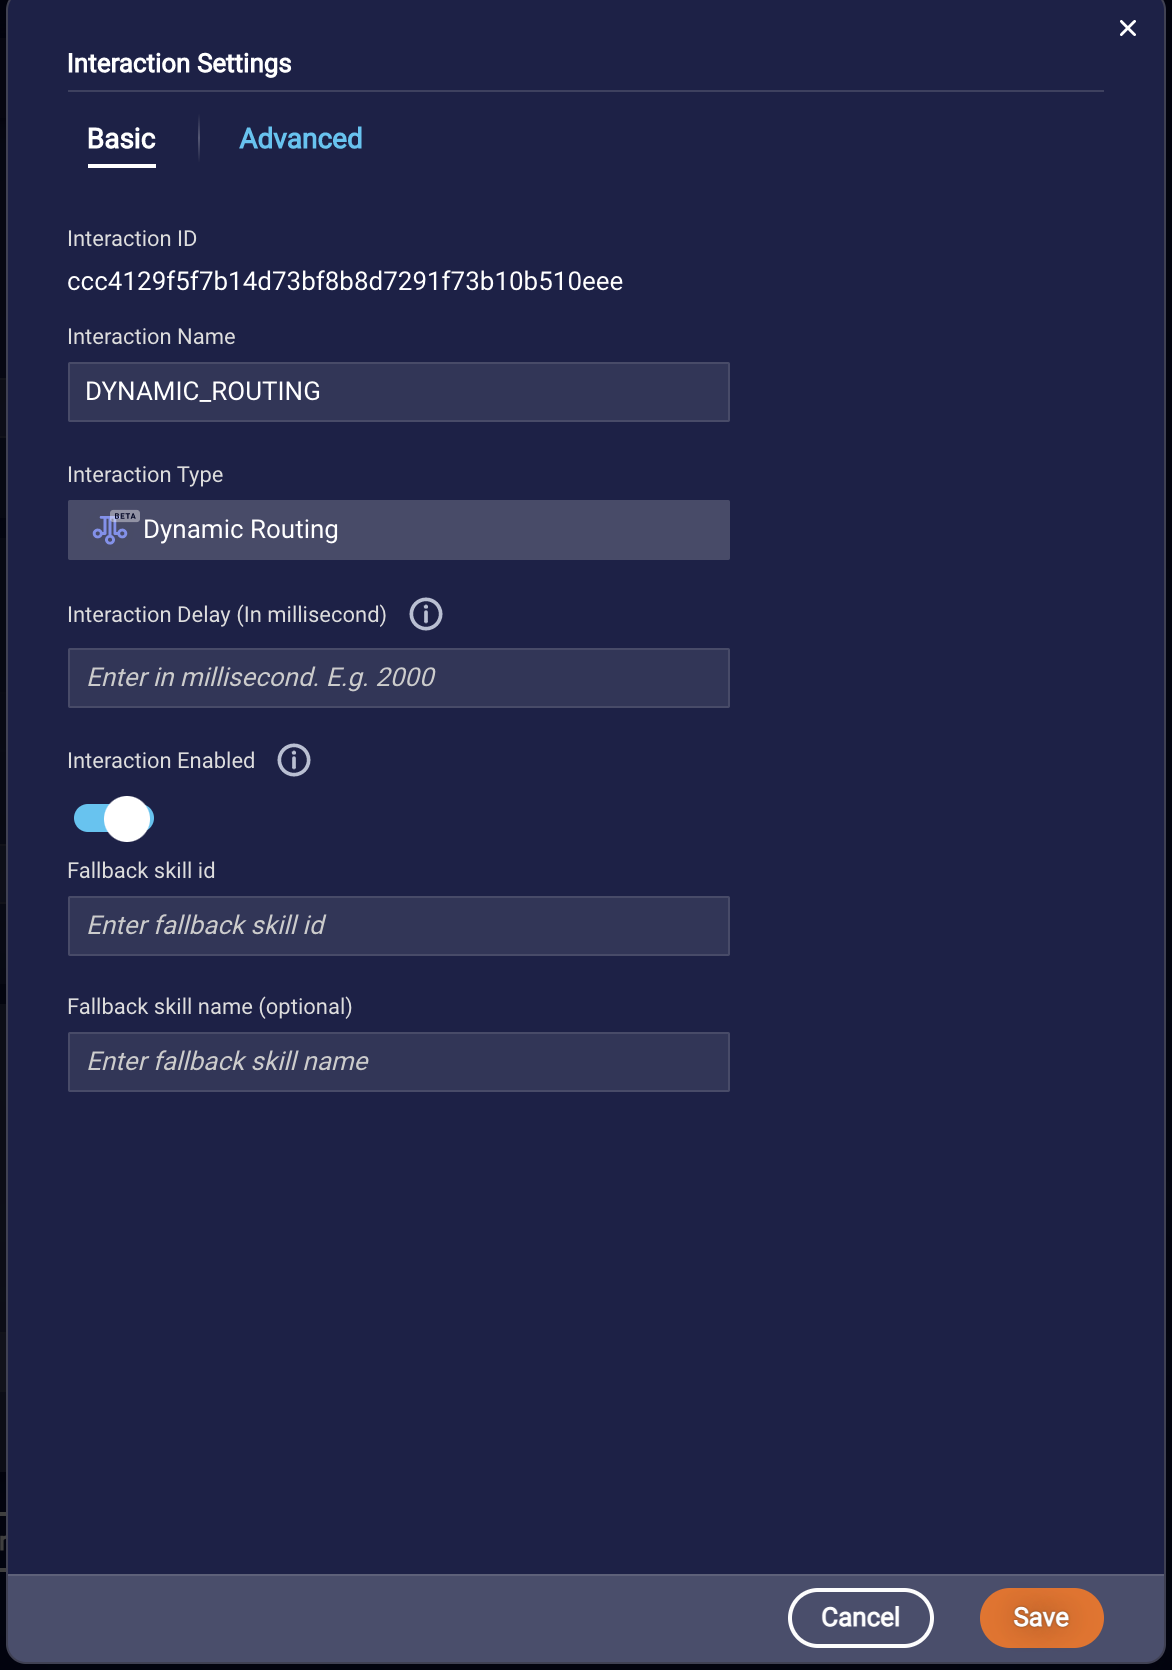 Interaction Settings
Basic
Advanced
Interaction ID
ccc4129f5f7b14d73bf8b8d7291f73b10b510eee
Interaction Name
DYNAMIC_ROUTING
Interaction Type
BETA
Dynamic Routing
Interaction Delay (In millisecond)
Enter in millisecond. E.g. 2000
Interaction Enabled
Fallback skill id
Enter fallback skill id
Fallback skill name (optional)
Enter fallback skill name
Cancel
Save